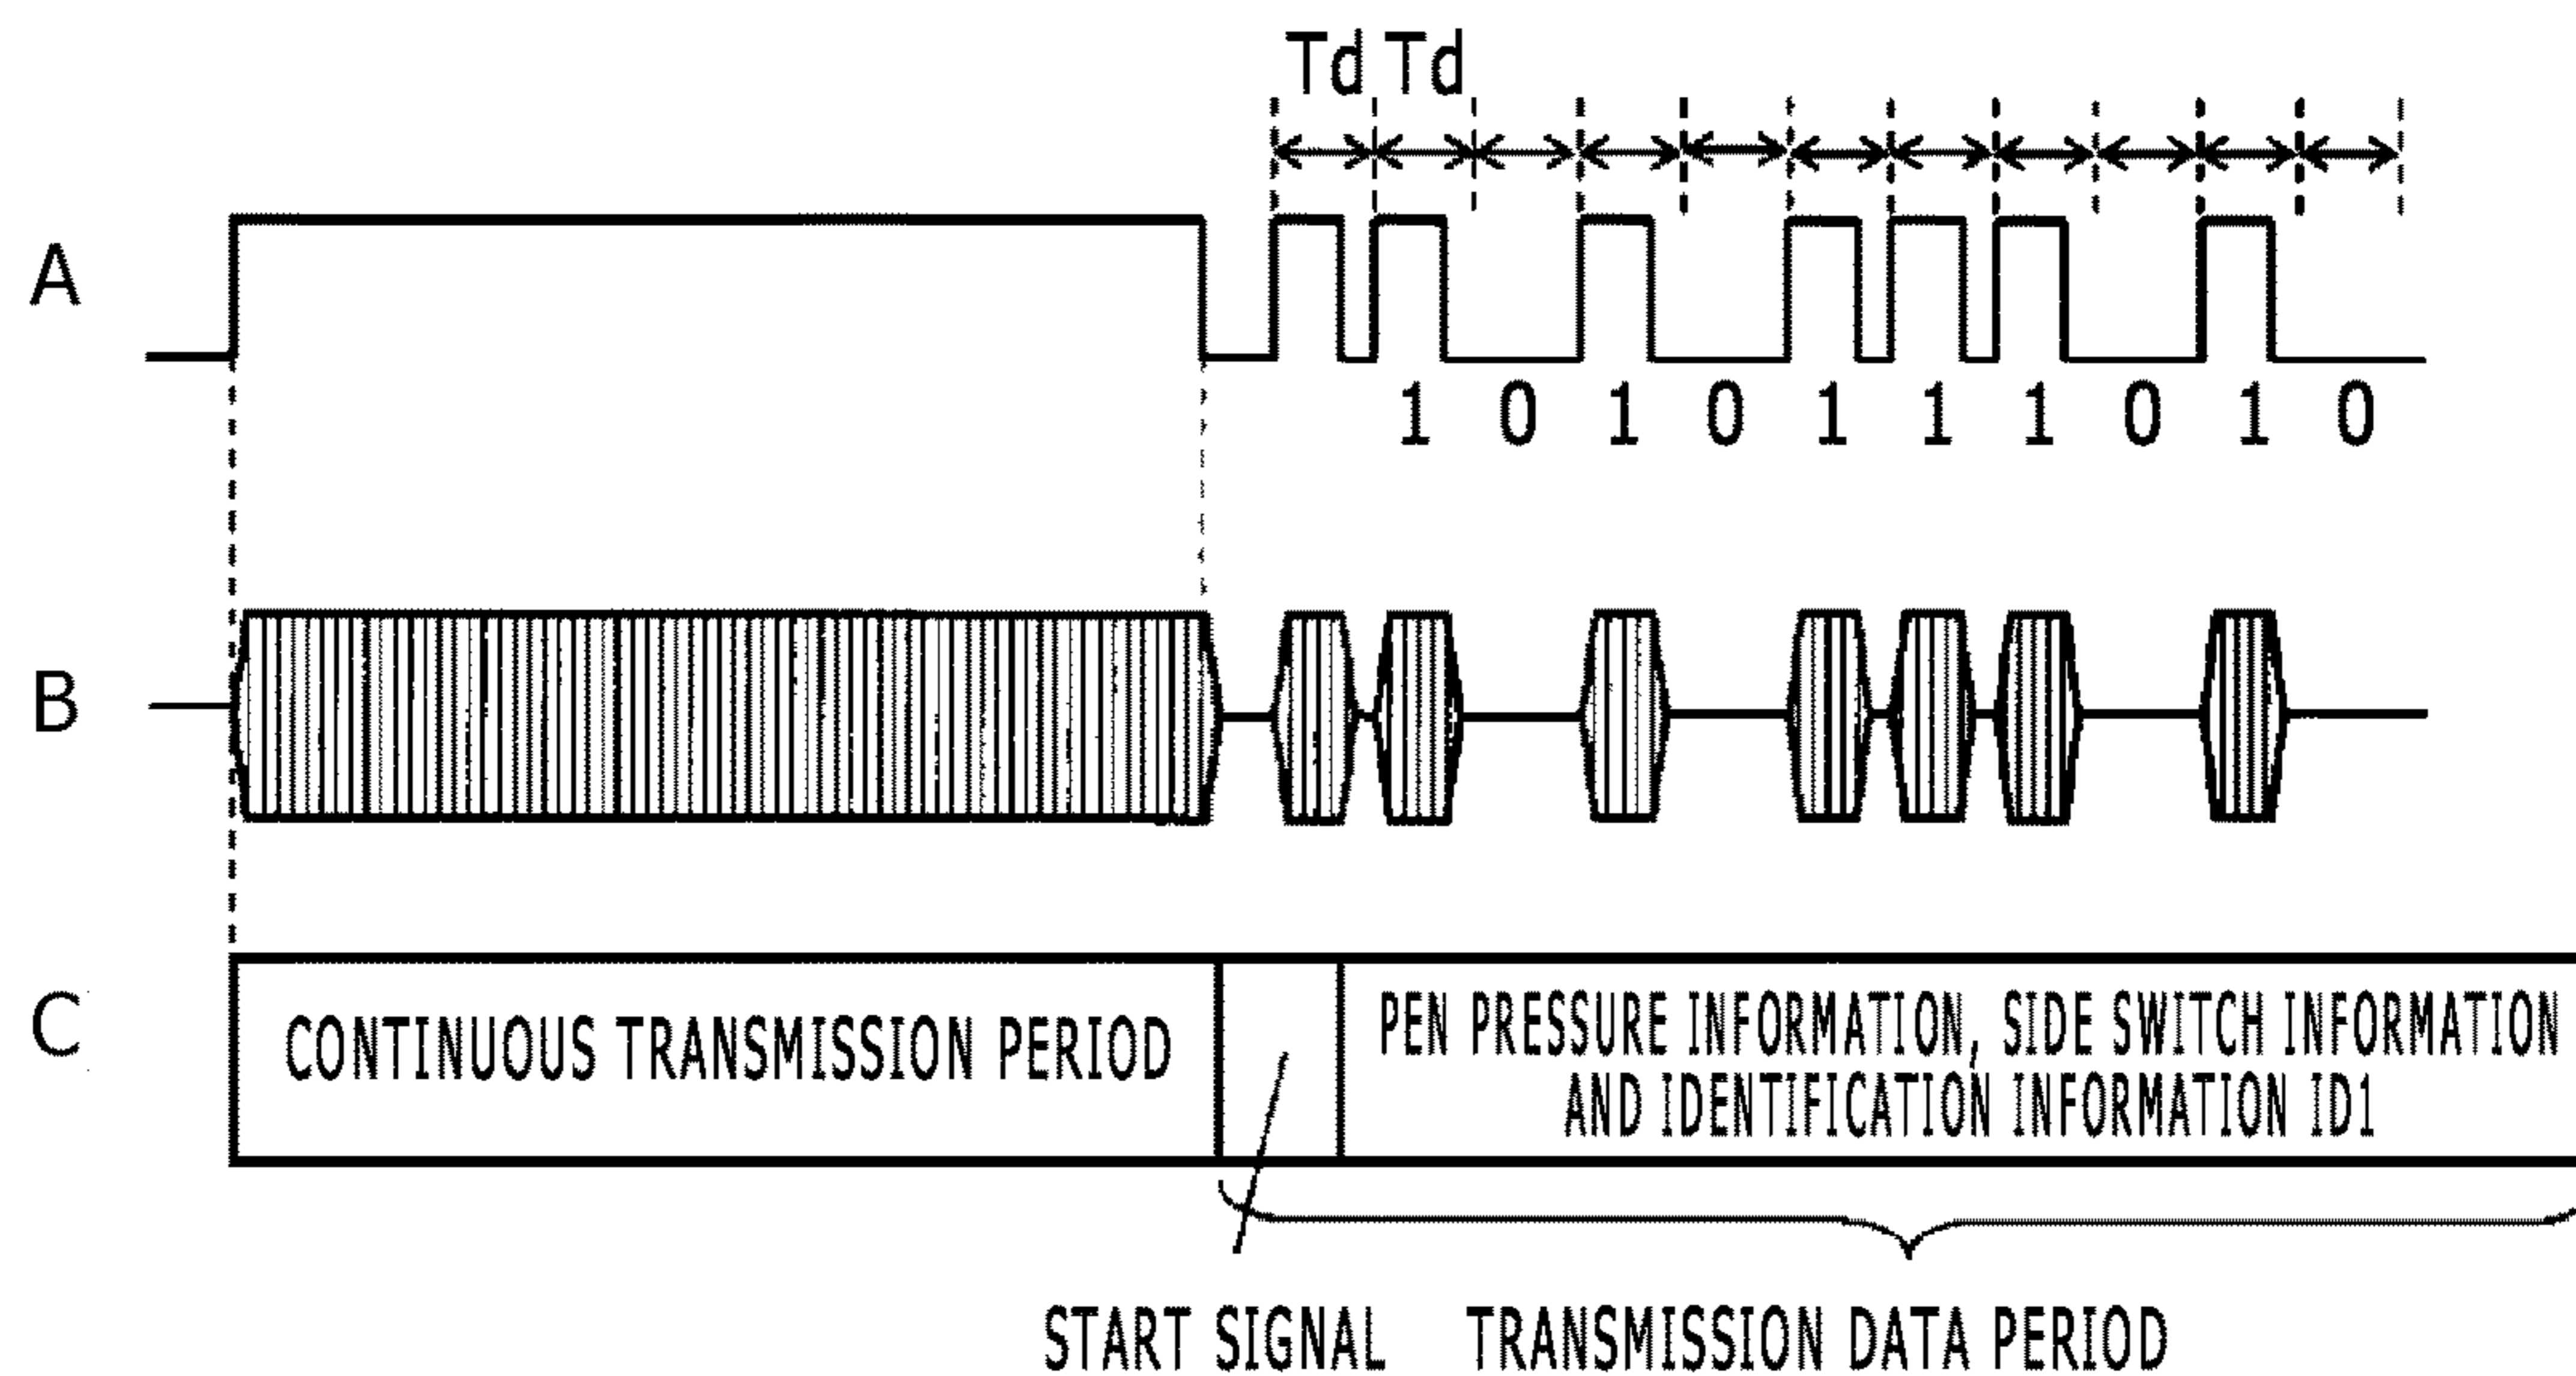 Td Td
A
1 0 1 0 1 1 1 0 1 0
B
C
CONTINUOUS TRANSMISSION PERIOD
PEN PRESSURE INFORMATION, SIDE SWITCH INFORMATION
AND IDENTIFICATION INFORMATION ID1
START SIGNAL
TRANSMISSION DATA PERIOD